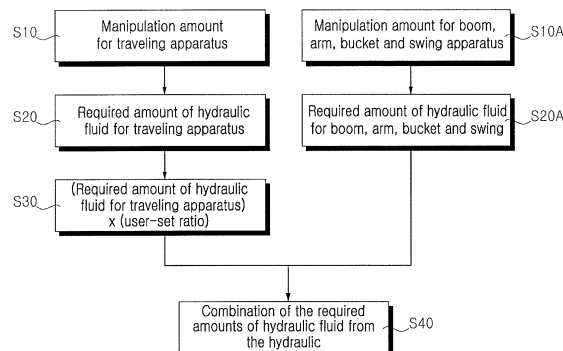 S10
Manipulation amount
for traveling apparatus
Manipulation amount for boom,
arm, bucket and swing apparatus
S10A
S20
Required amount of hydraulic
fluid for traveling apparatus
Required amount of hydraulic fluid
for boom, arm, bucket and swing
S20A
S30
(Required amount of hydraulic
fluid for traveling apparatus)
x (user-set ratio)
Combination of the required
amounts of hydraulic fluid from
the hydraulic
S40